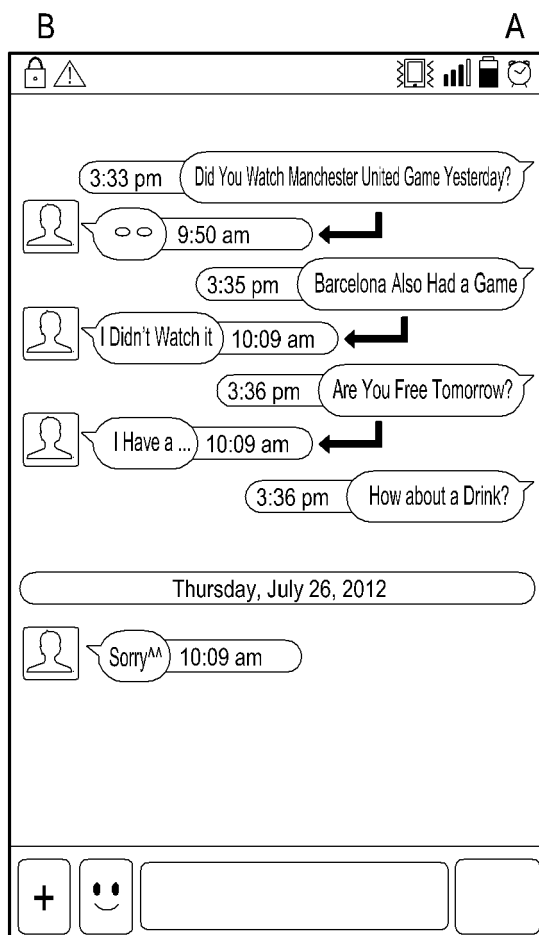 B A
3:33 pm Did You Watch Manchester United Game Yesterday?
9:50 am
3:35 pm Barcelona Also Had a Game
I Didn't Watch it 10:09 am
3:36 pm Are You Free Tomorrow?
I Have a ... 10:09 am
3:36 pm How about a Drink?
Thursday, July 26, 2012
Sorry^^ 10:09 am
+